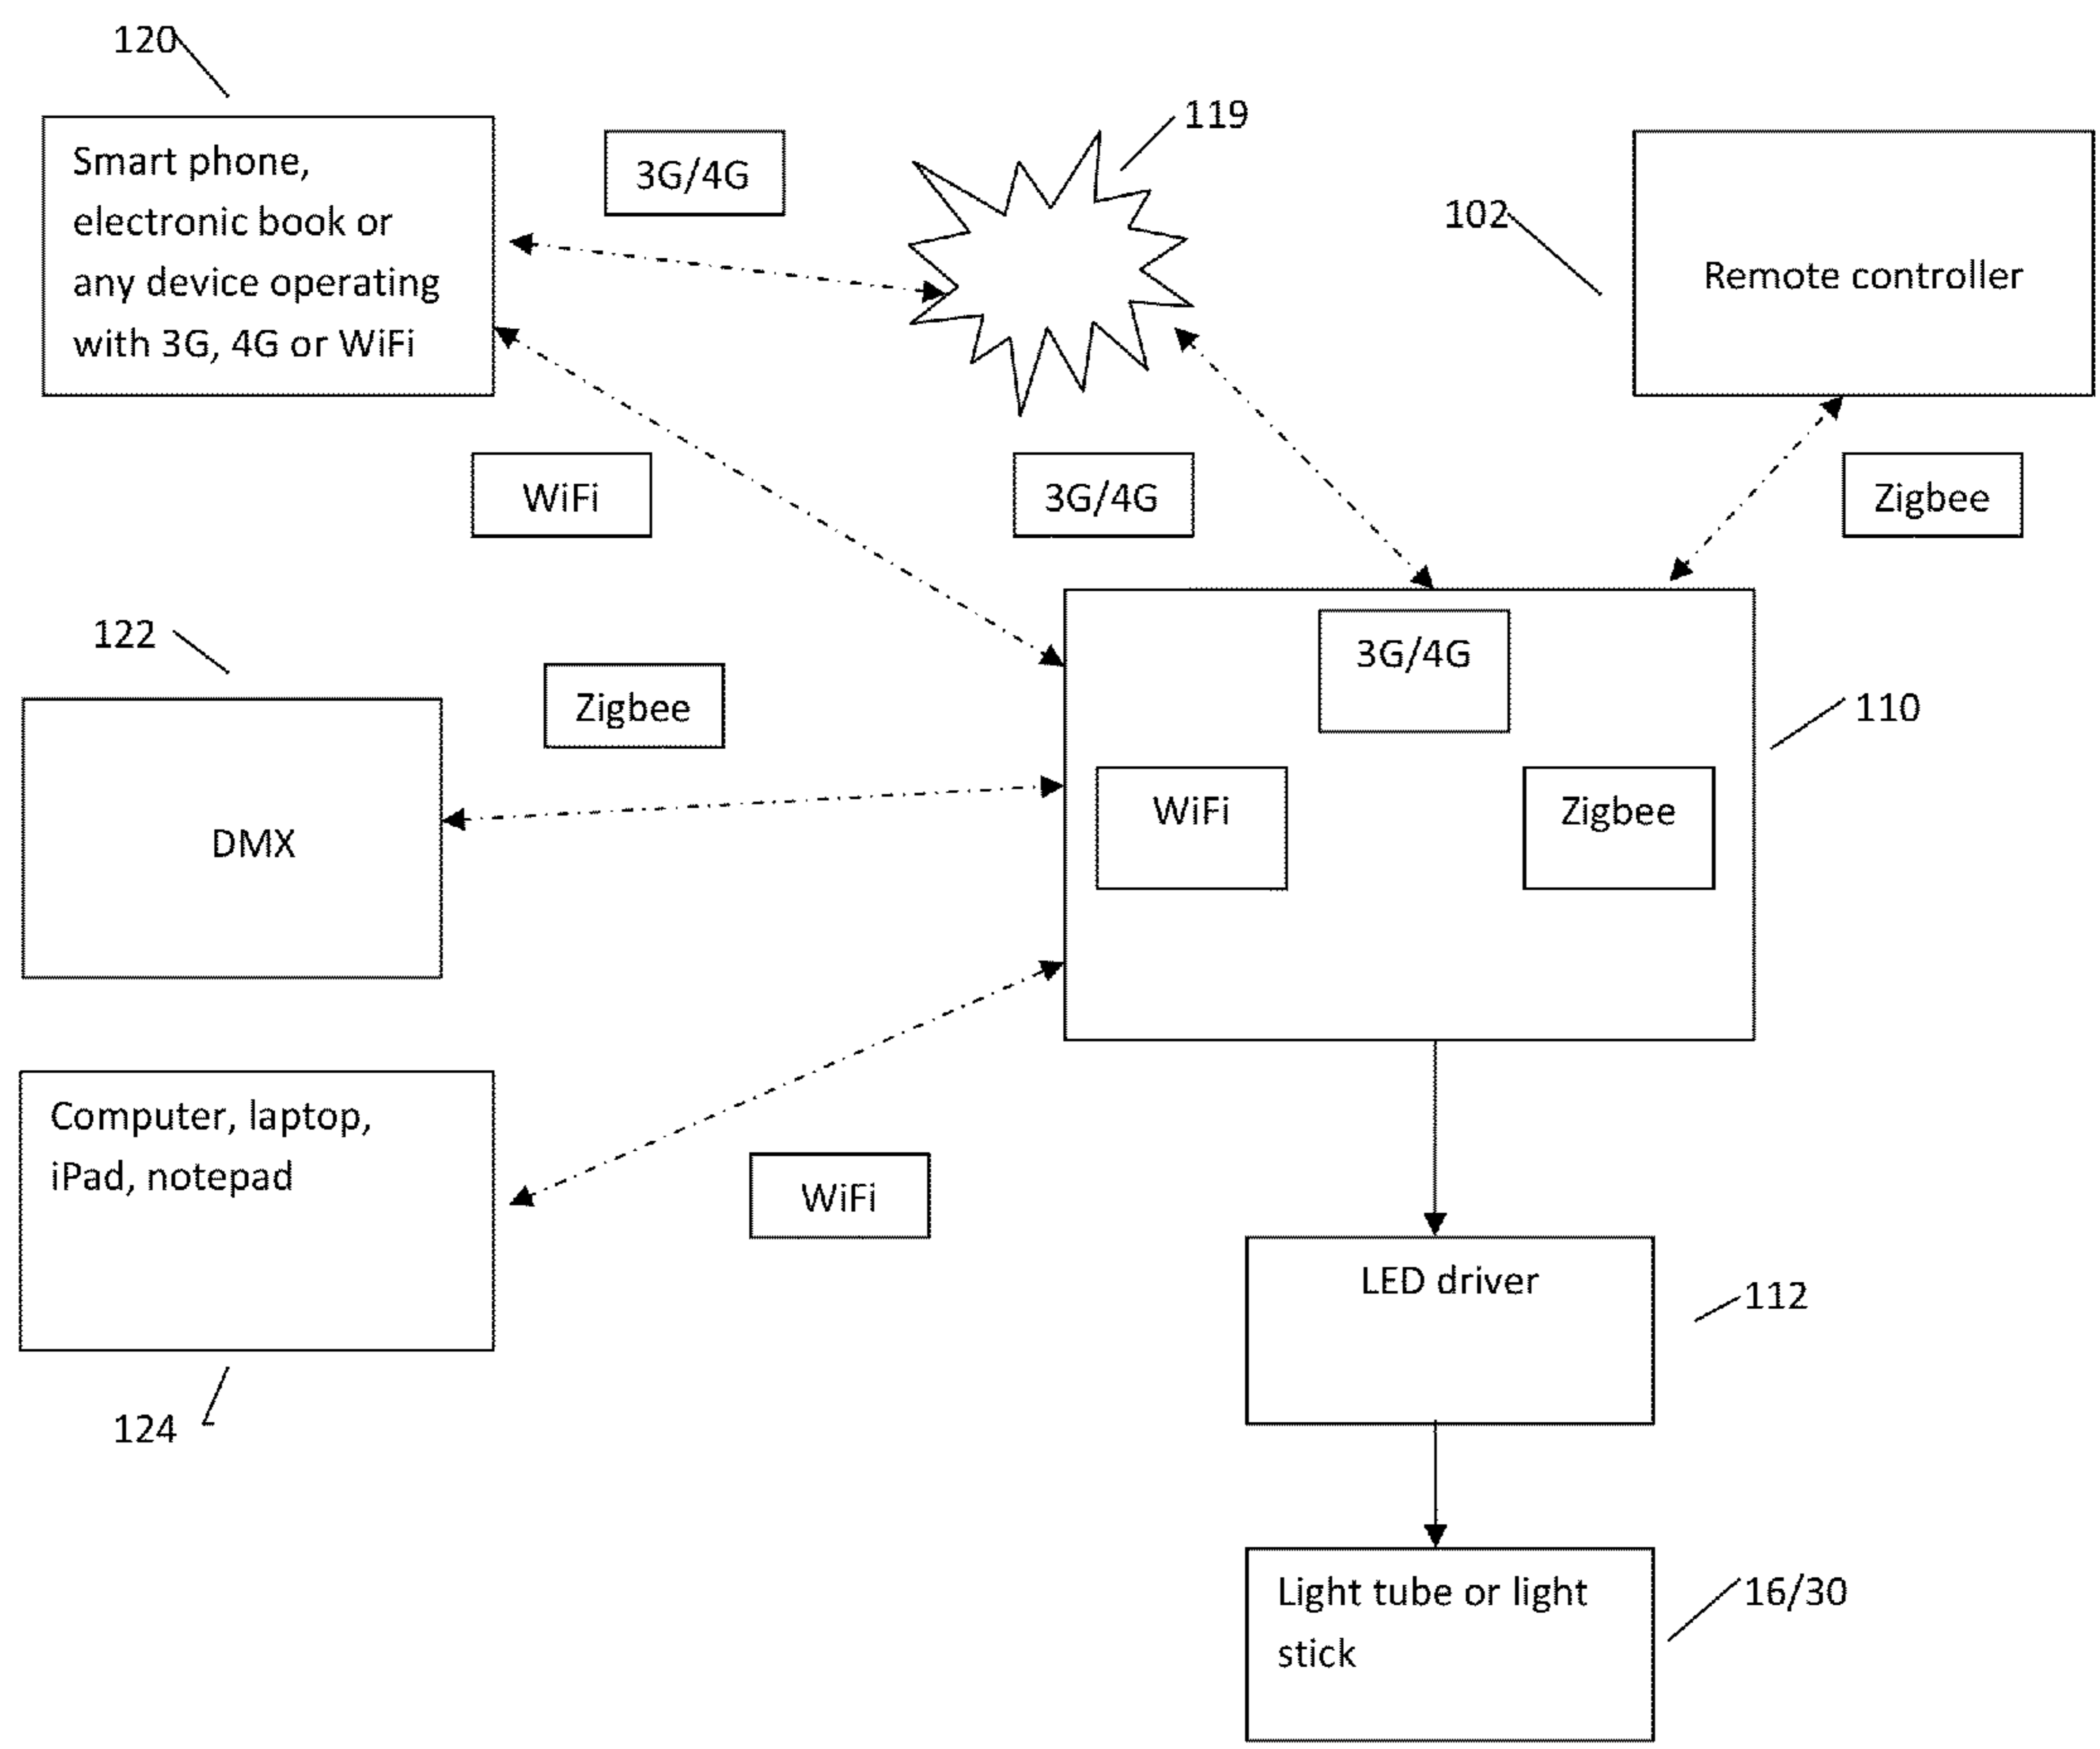 120
119
Smart phone,
electronic book or
any device operating
with 3G, 4G or WiFi
3G/4G
102
Remote controller
WiFi
3G/4G
Zigbee
122
Zigbee
DMX
3G/4G
WiFi
Zigbee
110
Computer, laptop,
iPad, notepad
WiFi
124
LED driver
112
Light tube or light
stick
16/30